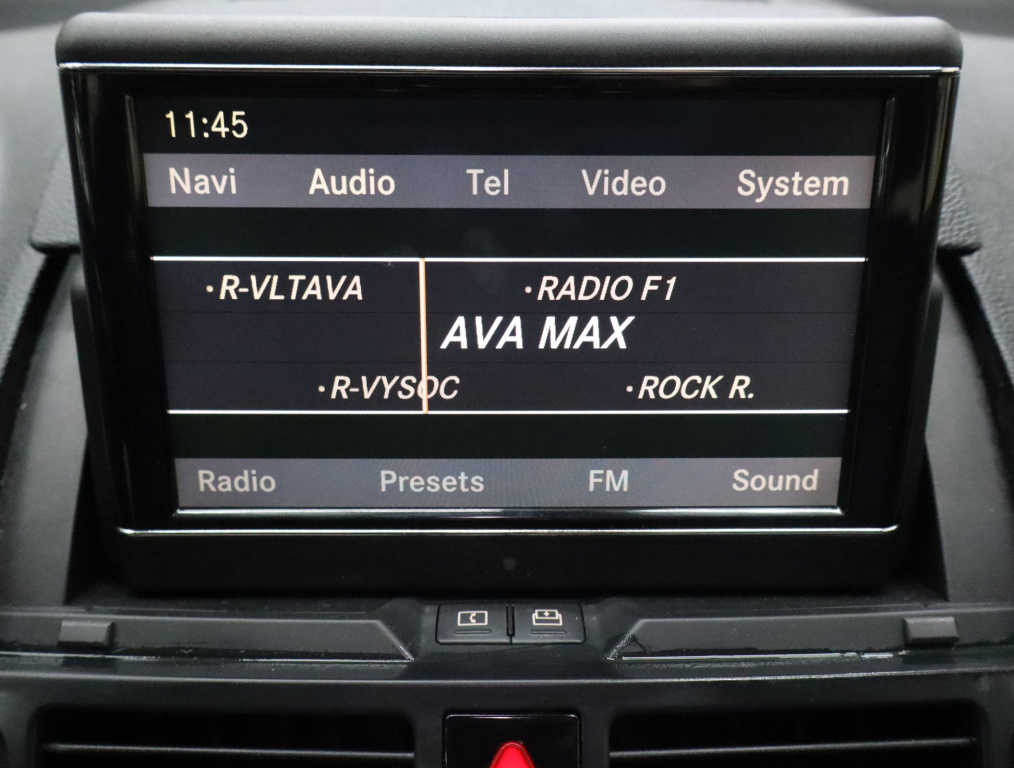 11:45
Navi Audio Tel Video System
•R-VLTAVA •RADIO F1
AVA MAX
•R-VYSOC •ROCK R.
Radio Presets FM Sound